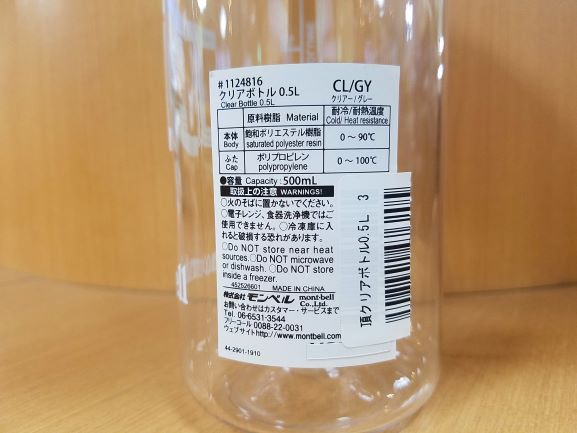 #1124816
クリアボトル 0.5L
Clear Bottle 0.5L
CL/GY
クリアー/グレー
原料樹脂 Material
耐冷/耐熱温度
Cold/ Heat resistance
本体
Body
飽和ポリエステル樹脂
saturated polyester resin
0～90℃
ふた
Cap
ポリプロピレン
polypropylene
0～100℃
●容量 Capacity:500mL
取扱上の注意 WARNINGS!
○火のそばに置かないでください。
○電子レンジ、食器洗浄機ではご
使用できません。○冷凍庫に入
れると破損する恐れがあります。
○Do NOT store near heat
sources.○Do NOT microwave
or dishwash. ○Do NOT store
inside a freezer.
452526601 MADE IN CHINA
株式会社モンベル mont-bell Co.,Ltd.
お問い合わせはカスタマー・サービスまで
Tel. 06-6531-3544
フリーコール 0088-22-0031
ウェブサイトhttp://www.montbell.com
44-2901-1910
頂クリアボトル0.5L 3